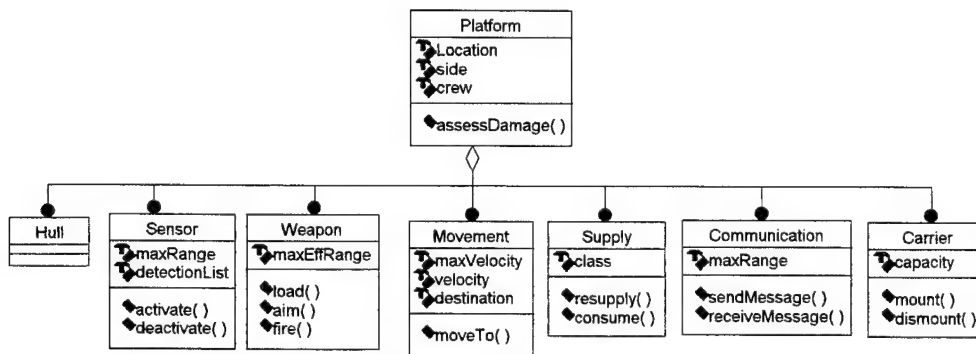 Platform
Location
side
crew
assessDamage( )
Hull
Sensor
maxRange
detectionList
activate( )
deactivate( )
Weapon
maxEffRange
load( )
aim( )
fire( )
Movement
maxVelocity
velocity
destination
moveTo( )
Supply
class
resupply( )
consume( )
Communication
maxRange
sendMessage( )
receiveMessage( )
Carrier
capacity
mount( )
dismount( )